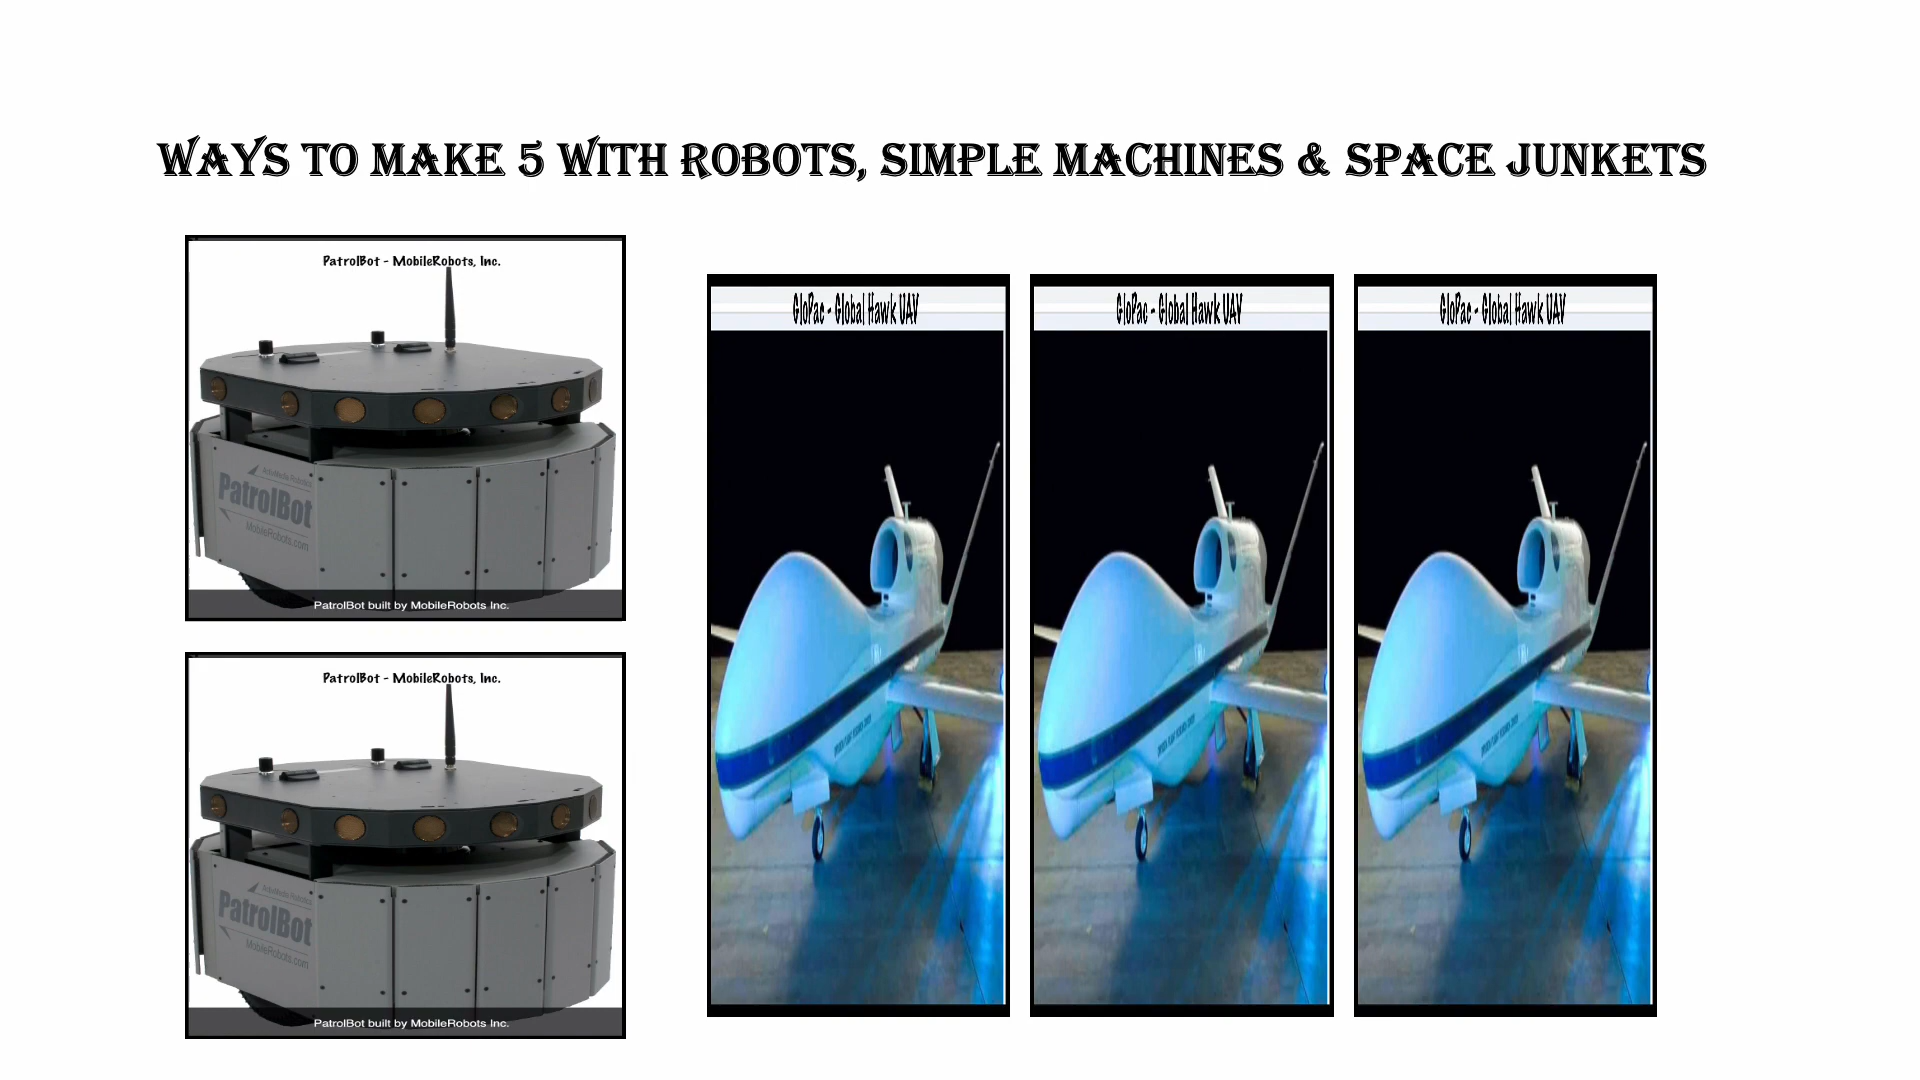 WAYS TO MAKE 5 WITH ROBOTS, SIMPLE MACHINES & SPACE JUNKETS
PatrolBot - MobileRobots, Inc.
PatrolBot
MobileRobots.com
PatrolBot built by MobileRobots Inc.
PatrolBot - MobileRobots, Inc.
PatrolBot
MobileRobots.com
PatrolBot built by MobileRobots Inc.
GloPac - Global Hawk UAV
GloPac - Global Hawk UAV
GloPac - Global Hawk UAV